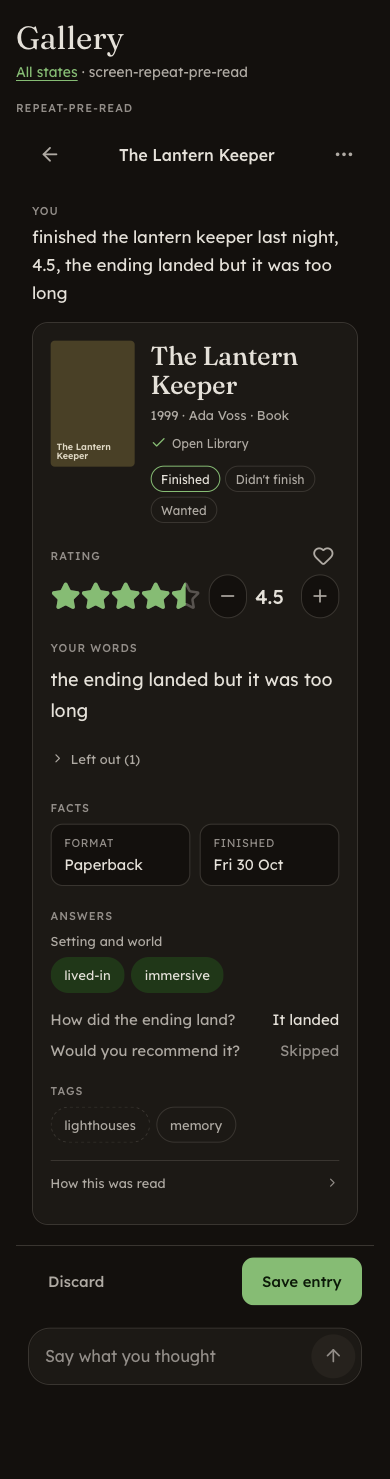 Gallery
All states · screen-repeat-pre-read
REPEAT-PRE-READ
The Lantern Keeper
YOU
finished the lantern keeper last night,
4.5, the ending landed but it was too
long
The Lantern
Keeper
The Lantern
Keeper
1999 · Ada Voss · Book
Open Library
Finished
Didn't finish
Wanted
RATING
4.5
YOUR WORDS
the ending landed but it was too
long
Left out (1)
FACTS
FORMAT
Paperback
FINISHED
Fri 30 Oct
ANSWERS
Setting and world
lived-in
immersive
How did the ending land? It landed
Would you recommend it? Skipped
TAGS
lighthouses
memory
How this was read
Discard
Save entry
Say what you thought